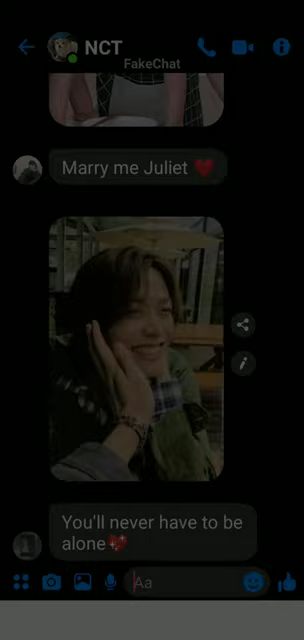 NCT
FakeChat
Marry me Juliet ❤️
You'll never have to be
alone💖
Aa